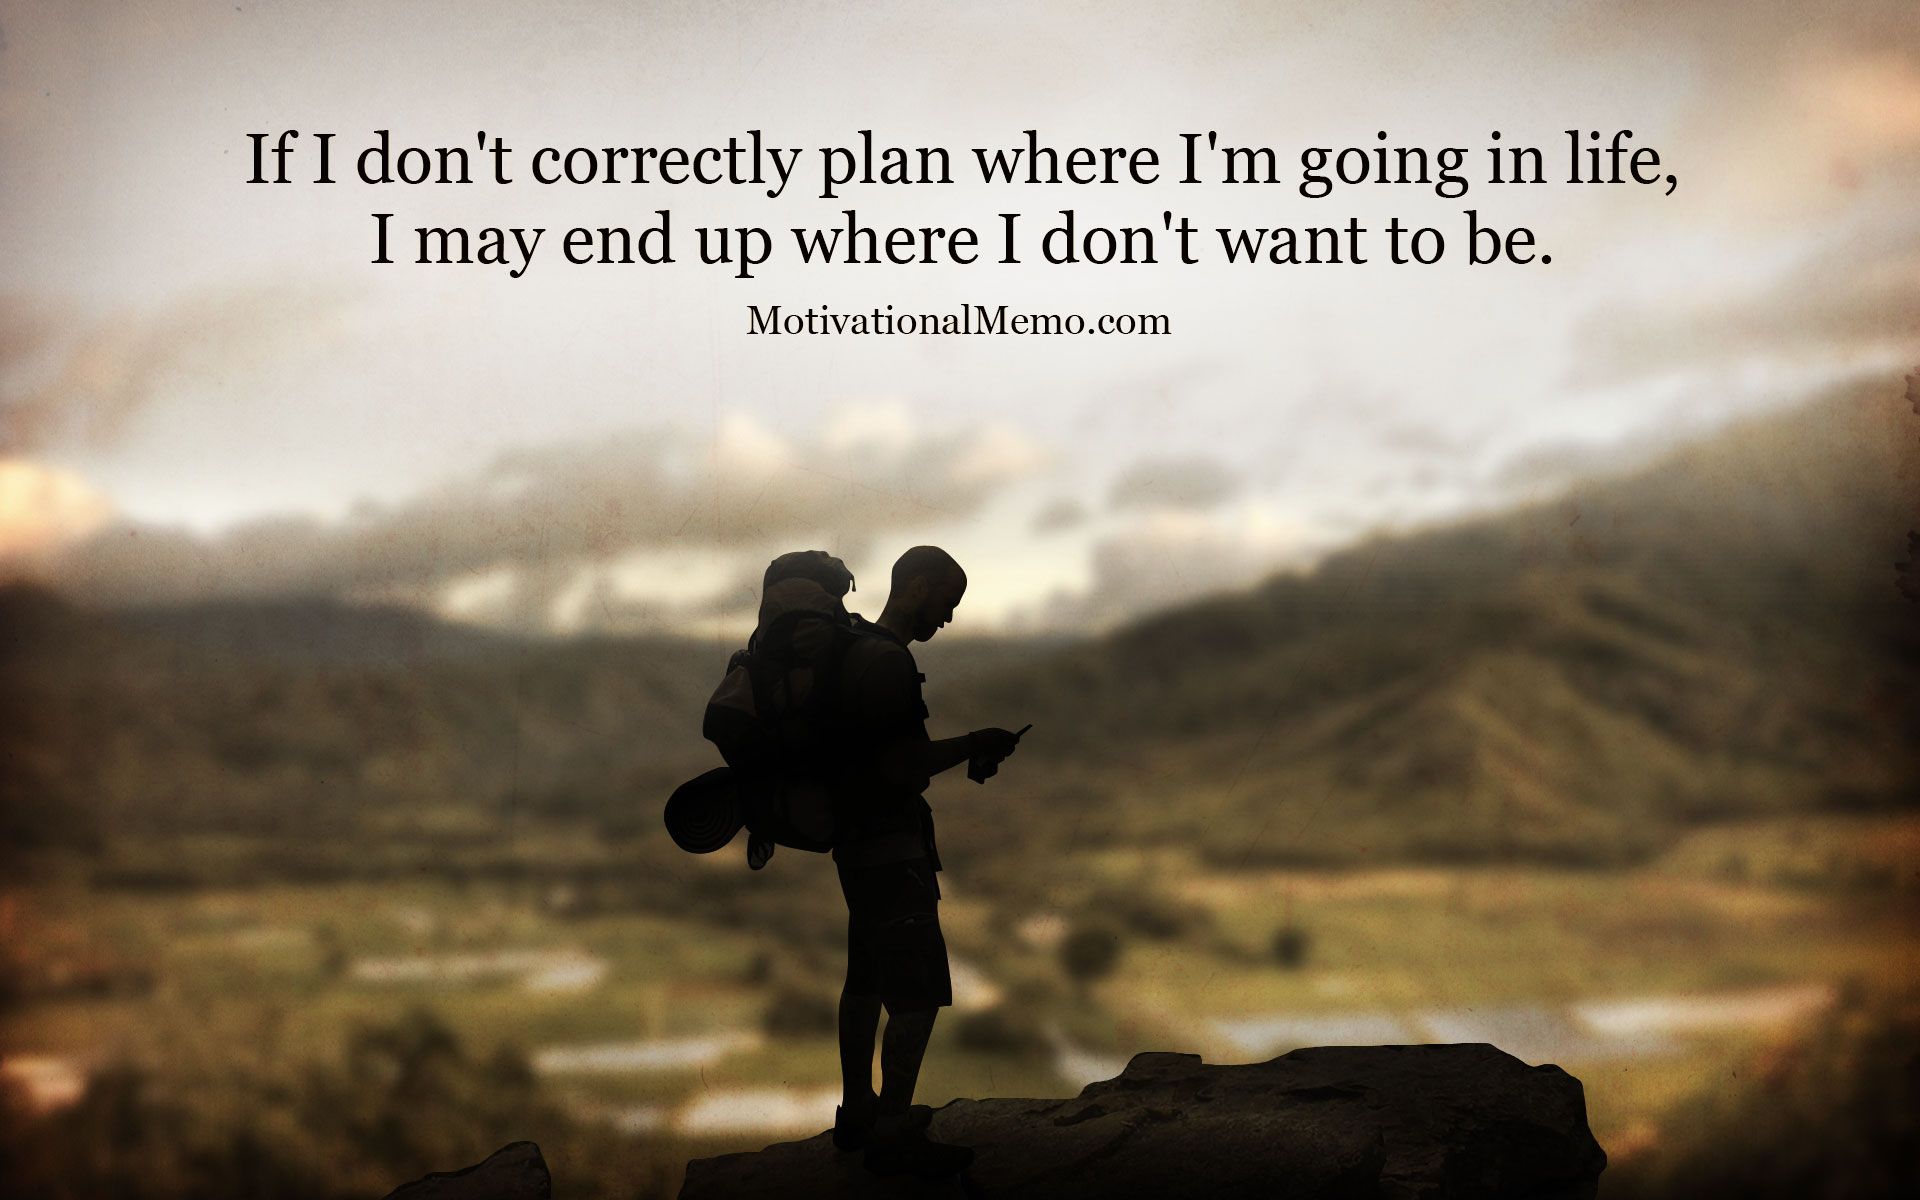 If I don't correctly plan where I'm going in life,
I may end up where I don't want to be.
MotivationalMemo.com